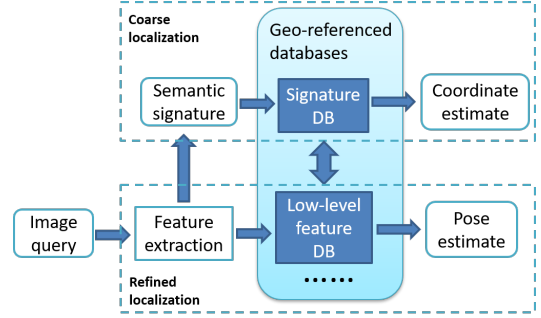 Coarse
localization
Geo-referenced
databases
Semantic
signature
Signature
DB
Coordinate
estimate
Image
query
Feature
extraction
Low-level
feature
DB
......
Pose
estimate
Refined
localization